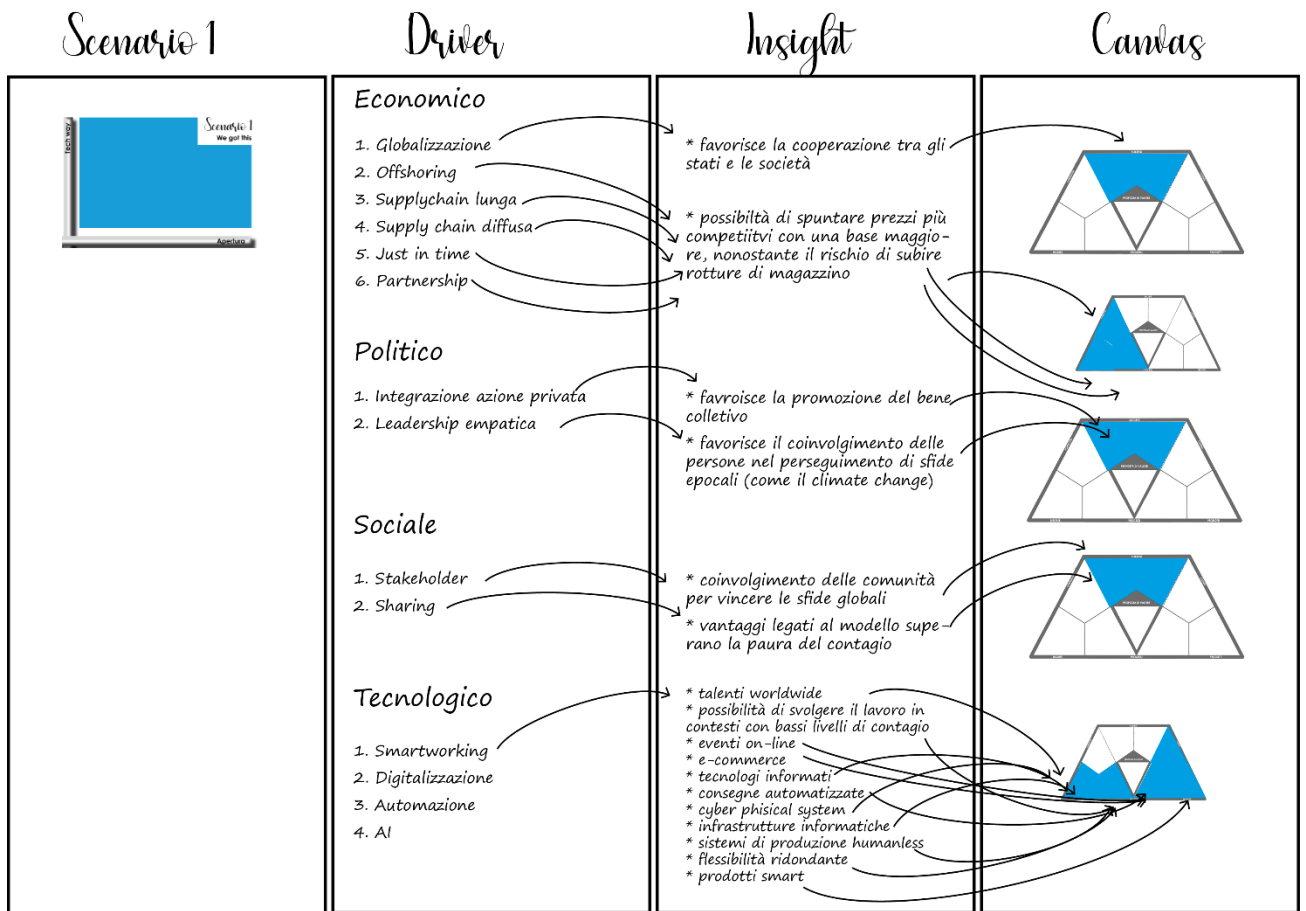 Scenario 1
Driver
Insight
Canvas
Tech way
Scenario 1
We got this
Apertura
Economico
1. Globalizzazione
2. Offshoring
3. Supplychain lunga
4. Supply chain diffusa
5. Just in time
6. Partnership
Politico
1. Integrazione azione privata
2. Leadership empatica
Sociale
1. Stakeholder
2. Sharing
Tecnologico
1. Smartworking
2. Digitalizzazione
3. Automazione
4. AI
* favorisce la cooperazione tra gli
stati e le società
* possibiltà di spuntare prezzi più
competiitvi con una base maggio-
re, nonostante il rischio di subire
rotture di magazzino
* favroisce la promozione del bene
colletivo
* favorisce il coinvolgimento delle
persone nel perseguimento di sfide
epocali (come il climate change)
* coinvolgimento delle comunità
per vincere le sfide globali
* vantaggi legati al modello supe-
rano la paura del contagio
* talenti worldwide
* possibilità di svolgere il lavoro in
contesti con bassi livelli di contagio
* eventi on-line
* e-commerce
* tecnologi informati
* consegne automatizzate
* cyber phisical system
* infrastrutture informatiche
* sistemi di produzione humanless
* flessibilità ridondante
* prodotti smart